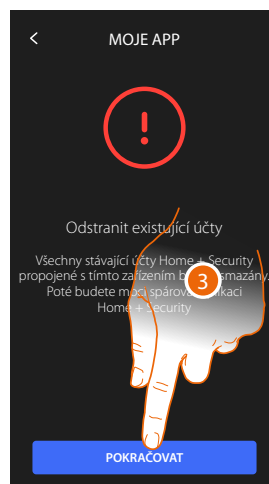 MOJE APP
Odstranit existující účty
Všechny stávající účty Home + Security
propojené s tímto zařízením smazány.
Poté budete moci
Home + Security
3
POKRAČOVAT